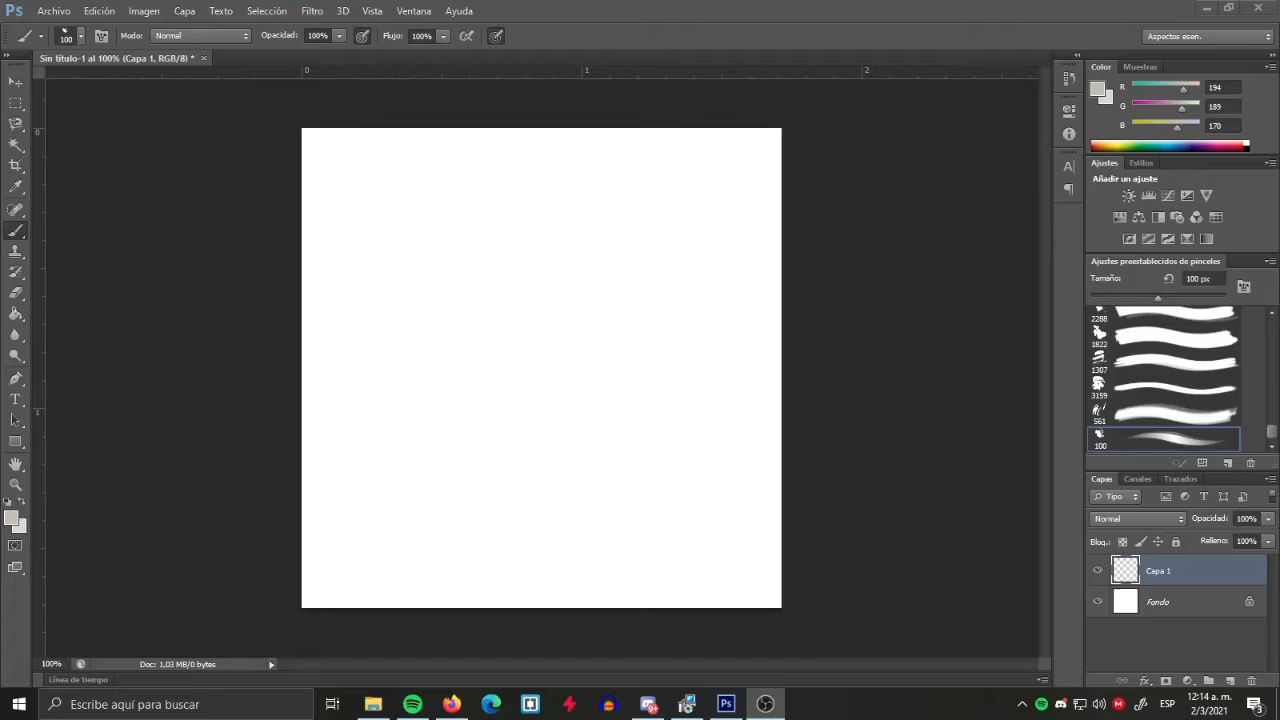 Ps Archivo Edición Imagen Capa Texto Selección Filtro 3D Vista Ventana Ayuda
100 Modo: Normal Opacidad: 100% Flujo: 100% Aspectos esen.
Sin título-1 al 100% (Capa 1, RGB/8) * ×
0 1 2
0
1
Color Muestras
R 194
G 189
B 170
Ajustes Estilos
Añadir un ajuste
Ajustes preestablecidos de pinceles
Tamaño: 100 px
2288
1822
1307
3159
561
100
Capas Canales Trazados
Tipo
Normal Opacidad: 100%
Bloq.: Relleno: 100%
Capa 1
Fondo
100% Doc: 1,03 MB/0 bytes
Línea de tiempo
Escribe aquí para buscar
ESP
12:14 a. m.
2/3/2021